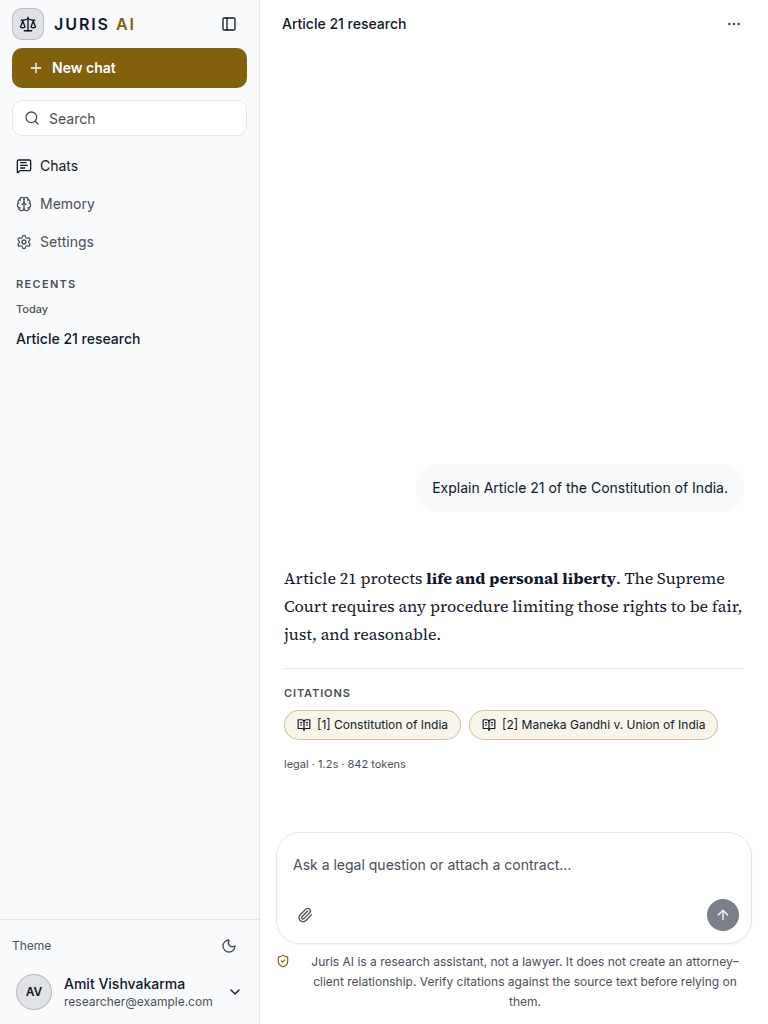 JURIS AI
New chat
Search
Chats
Memory
Settings
RECENTS
Today
Article 21 research
Theme
AV
Amit Vishvakarma
researcher@example.com
Article 21 research
Explain Article 21 of the Constitution of India.
Article 21 protects life and personal liberty. The Supreme
Court requires any procedure limiting those rights to be fair,
just, and reasonable.
CITATIONS
[1] Constitution of India
[2] Maneka Gandhi v. Union of India
legal · 1.2s · 842 tokens
Ask a legal question or attach a contract...
Juris AI is a research assistant, not a lawyer. It does not create an attorney–
client relationship. Verify citations against the source text before relying on
them.